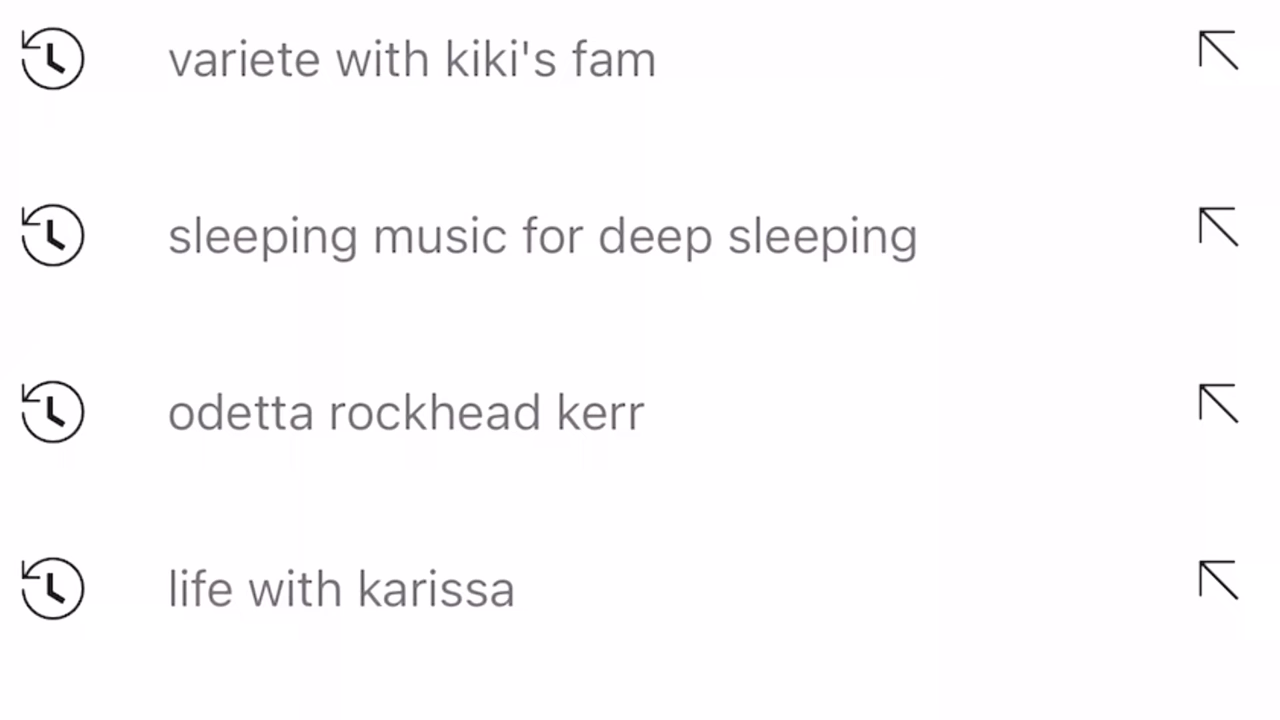 variete with kiki's fam
sleeping music for deep sleeping
odetta rockhead kerr
life with karissa